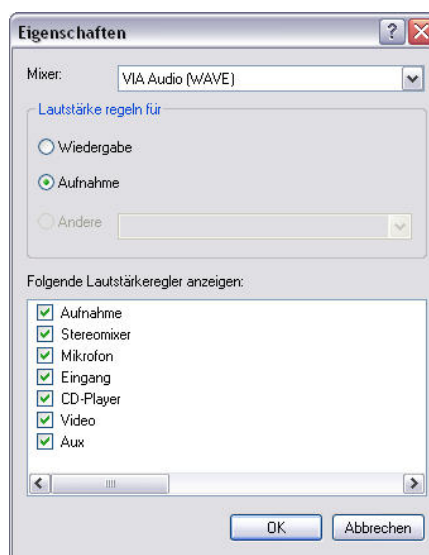 Eigenschaften
Mixer: VIA Audio (WAVE)
Lautstärke regeln für
Wiedergabe
Aufnahme
Andere
Folgende Lautstärkeregler anzeigen:
Aufnahme
Stereomixer
Mikrofon
Eingang
CD-Player
Video
Aux
OK Abbrechen